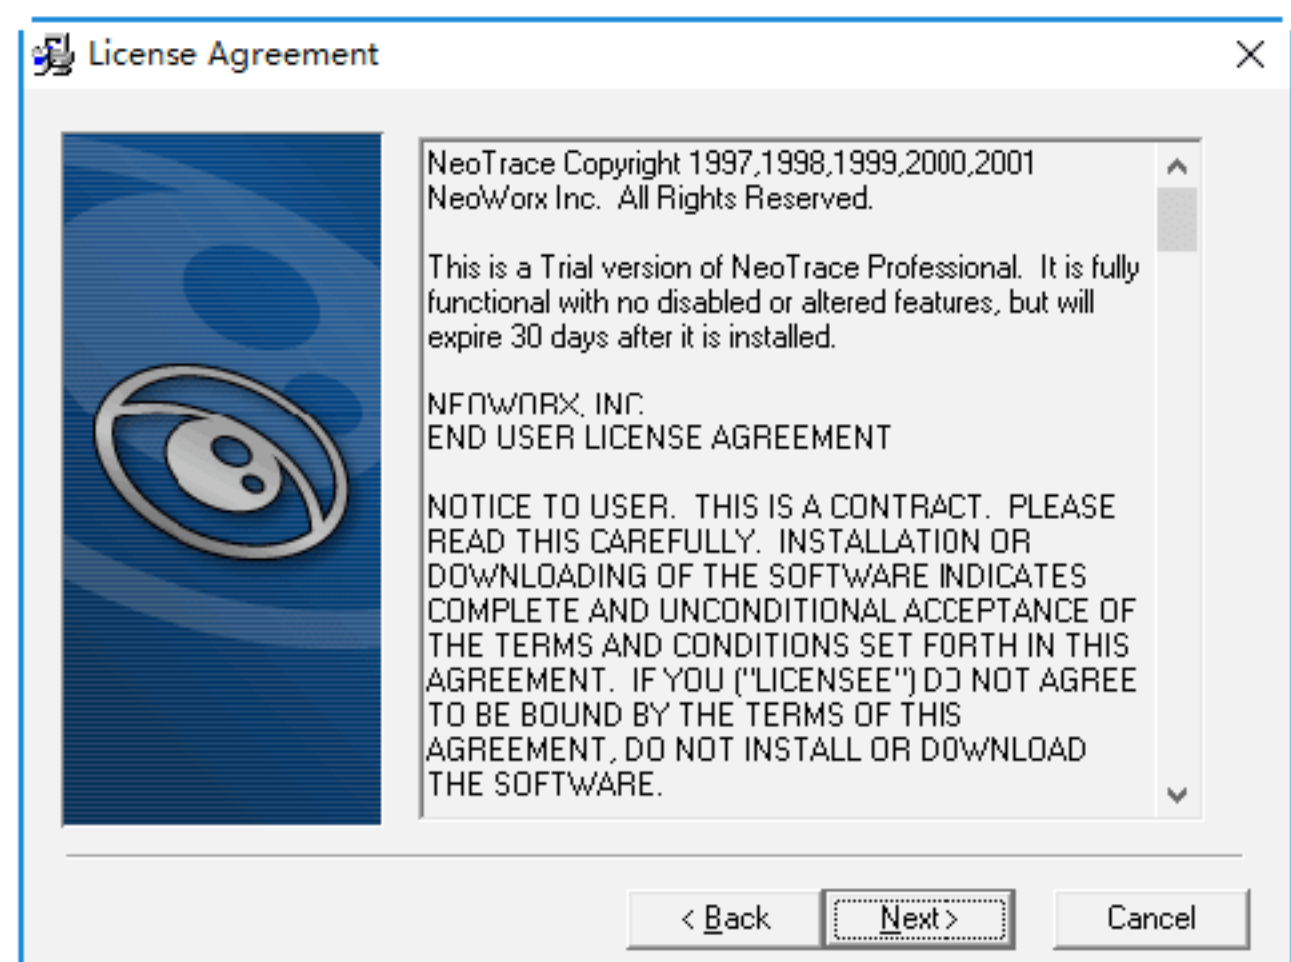 License Agreement
NeoTrace Copyright 1997,1998,1999,2000,2001
NeoWorx Inc.  All Rights Reserved.
This is a Trial version of NeoTrace Professional.  It is fully
functional with no disabled or altered features, but will
expire 30 days after it is installed.
NEOWORX, INC.
END USER LICENSE AGREEMENT
NOTICE TO USER.  THIS IS A CONTRACT.  PLEASE
READ THIS CAREFULLY.  INSTALLATION OR
DOWNLOADING OF THE SOFTWARE INDICATES
COMPLETE AND UNCONDITIONAL ACCEPTANCE OF
THE TERMS AND CONDITIONS SET FORTH IN THIS
AGREEMENT.  IF YOU ("LICENSEE") DO NOT AGREE
TO BE BOUND BY THE TERMS OF THIS
AGREEMENT, DO NOT INSTALL OR DOWNLOAD
THE SOFTWARE.
< Back
Next >
Cancel